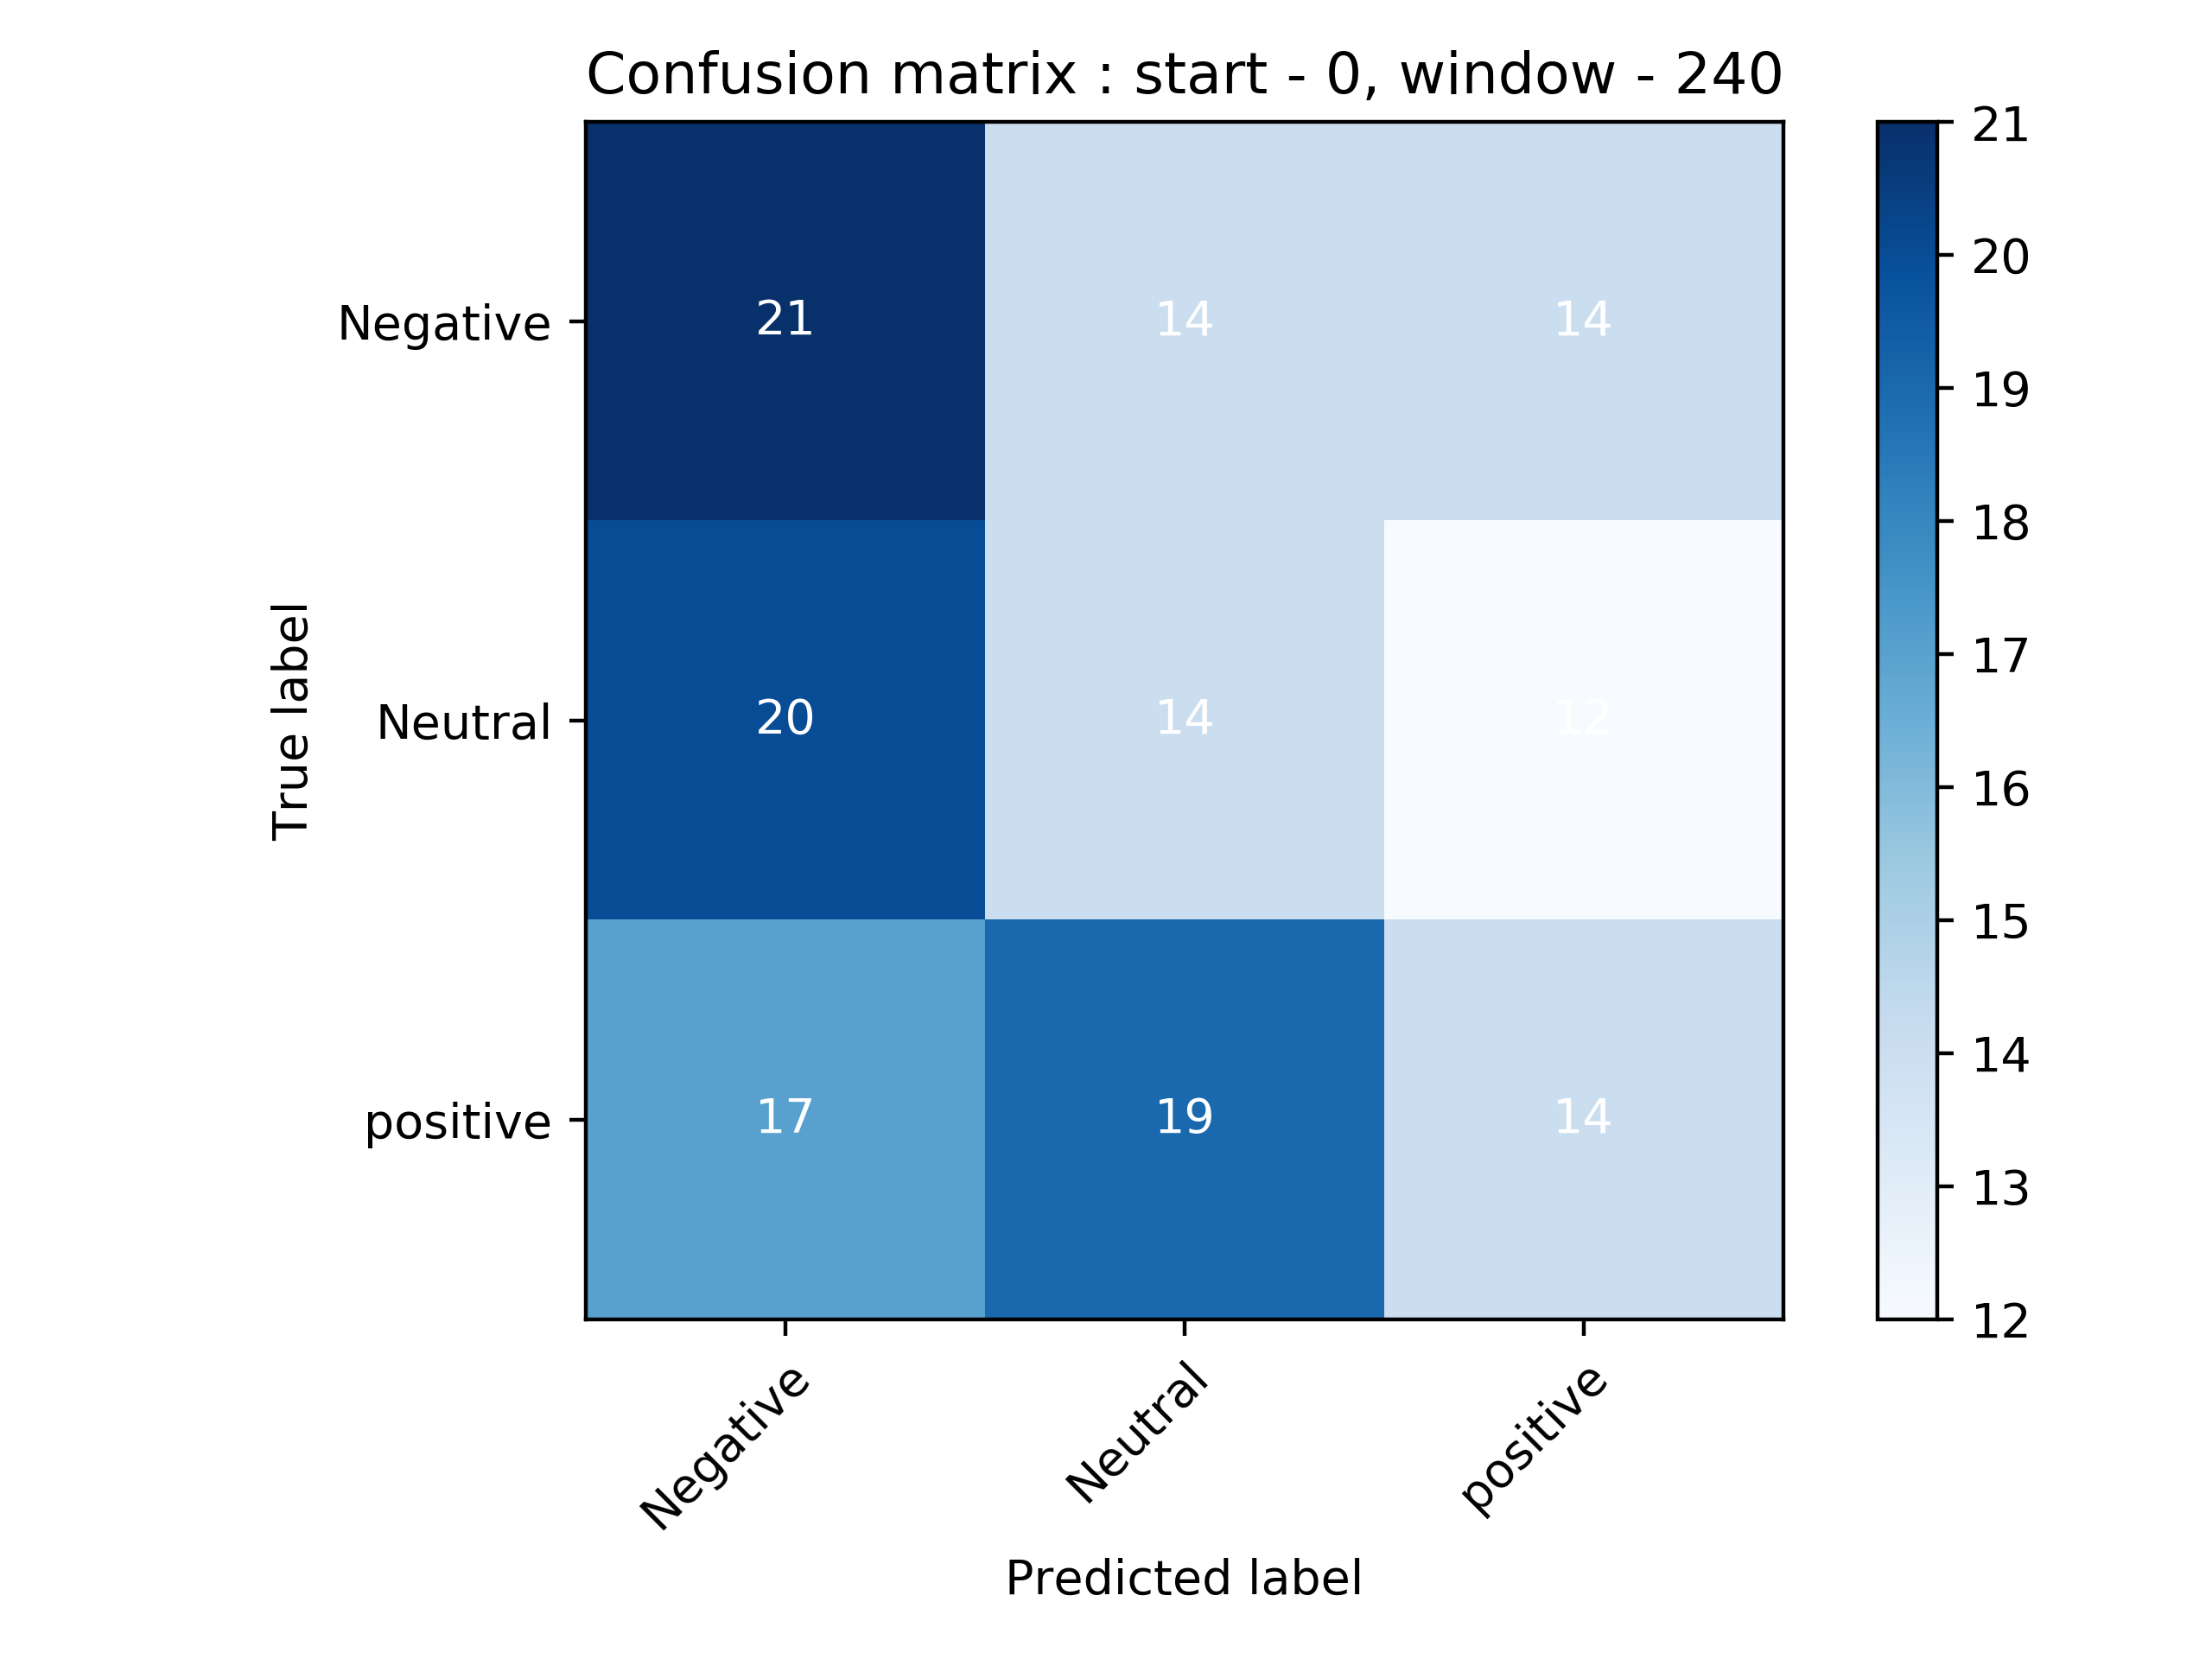 Confusion matrix : start - 0, window - 240
True label
Negative
21
14
14
Neutral
20
14
12
positive
17
19
14
Negative
Neutral
positive
Predicted label
21
20
19
18
17
16
15
14
13
12